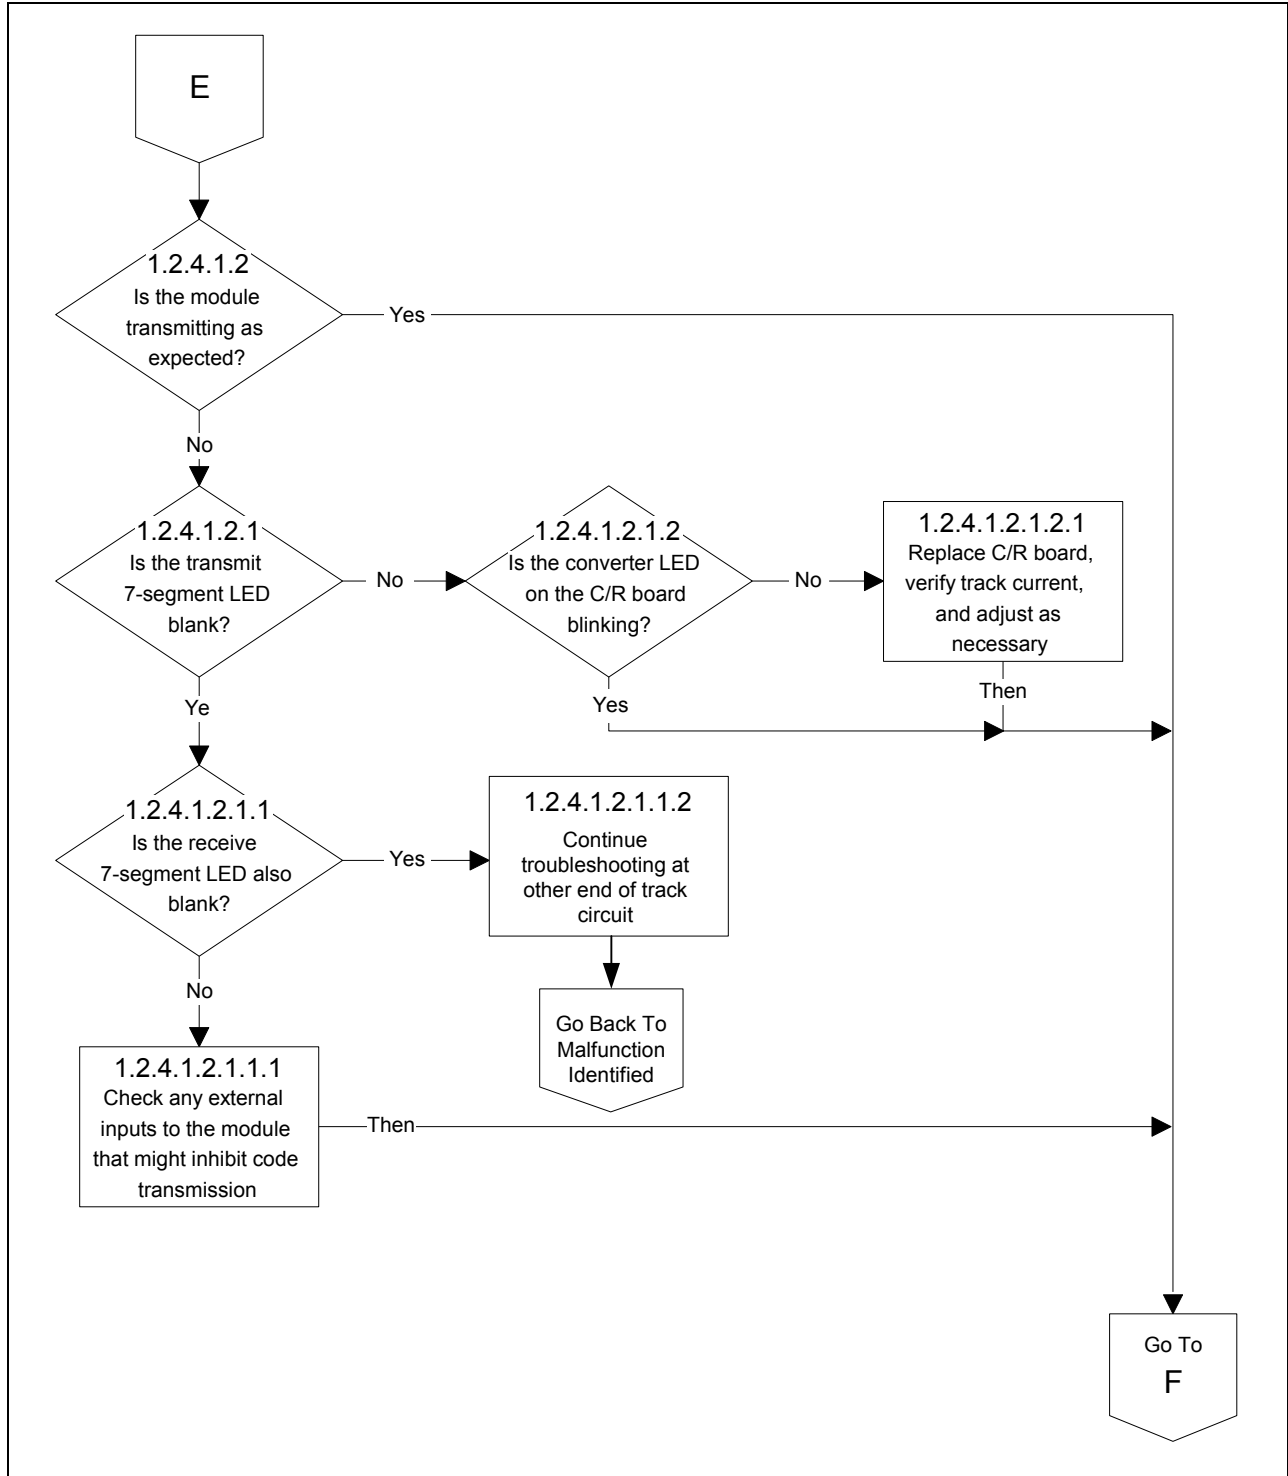 E
1.2.4.1.2
Is the module
transmitting as
expected?
Yes
No
1.2.4.1.2.1
Is the transmit
7-segment LED
blank?
No
1.2.4.1.2.1.2
Is the converter LED
on the C/R board
blinking?
No
1.2.4.1.2.1.2.1
Replace C/R board,
verify track current,
and adjust as
necessary
Then
Yes
Ye
1.2.4.1.2.1.1
Is the receive
7-segment LED also
blank?
Yes
1.2.4.1.2.1.1.2
Continue
troubleshooting at
other end of track
circuit
Go Back To
Malfunction
Identified
No
1.2.4.1.2.1.1.1
Check any external
inputs to the module
that might inhibit code
transmission
Then
Go To
F